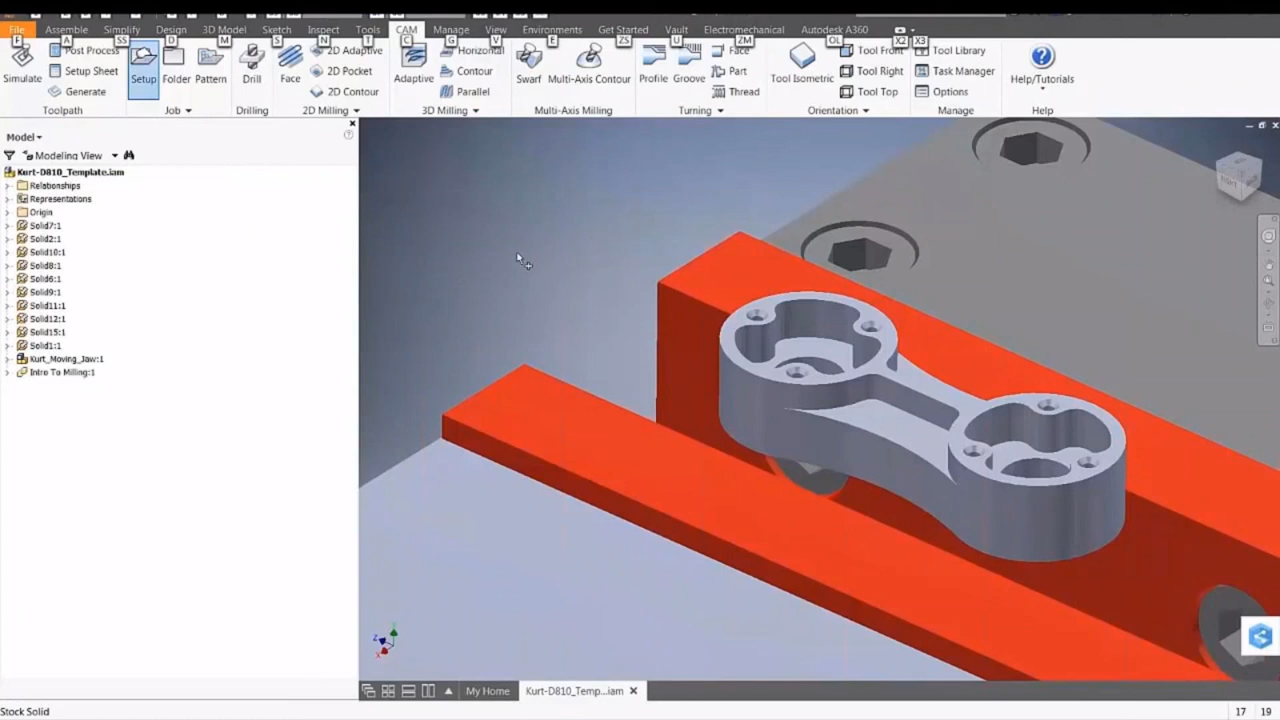 File Assemble Simplify Design 3D Model Sketch Inspect Tools CAM Manage View Environments Get Started Vault Electromechanical Autodesk A360
F A SS D M S N T C G V E ZS U ZM OL X2 X3
Simulate Post Process Setup Folder Pattern Drill Face 2D Adaptive Adaptive Horizontal Swarf Multi-Axis Contour Profile Groove Face Tool Isometric Tool Front Tool Library Help/Tutorials
Setup Sheet 2D Pocket Contour Part Tool Right Task Manager
Generate 2D Contour Parallel Thread Tool Top Options
Toolpath Job Drilling 2D Milling 3D Milling Multi-Axis Milling Turning Orientation Manage Help
Model
Modeling View
Kurt-D810_Template.iam
Relationships
Representations
Origin
Solid7:1
Solid2:1
Solid10:1
Solid8:1
Solid6:1
Solid9:1
Solid11:1
Solid12:1
Solid15:1
Solid1:1
Kurt_Moving_Jaw:1
Intro To Milling:1
Z Y X
My Home Kurt-D810_Temp...iam
Stock Solid 17 19